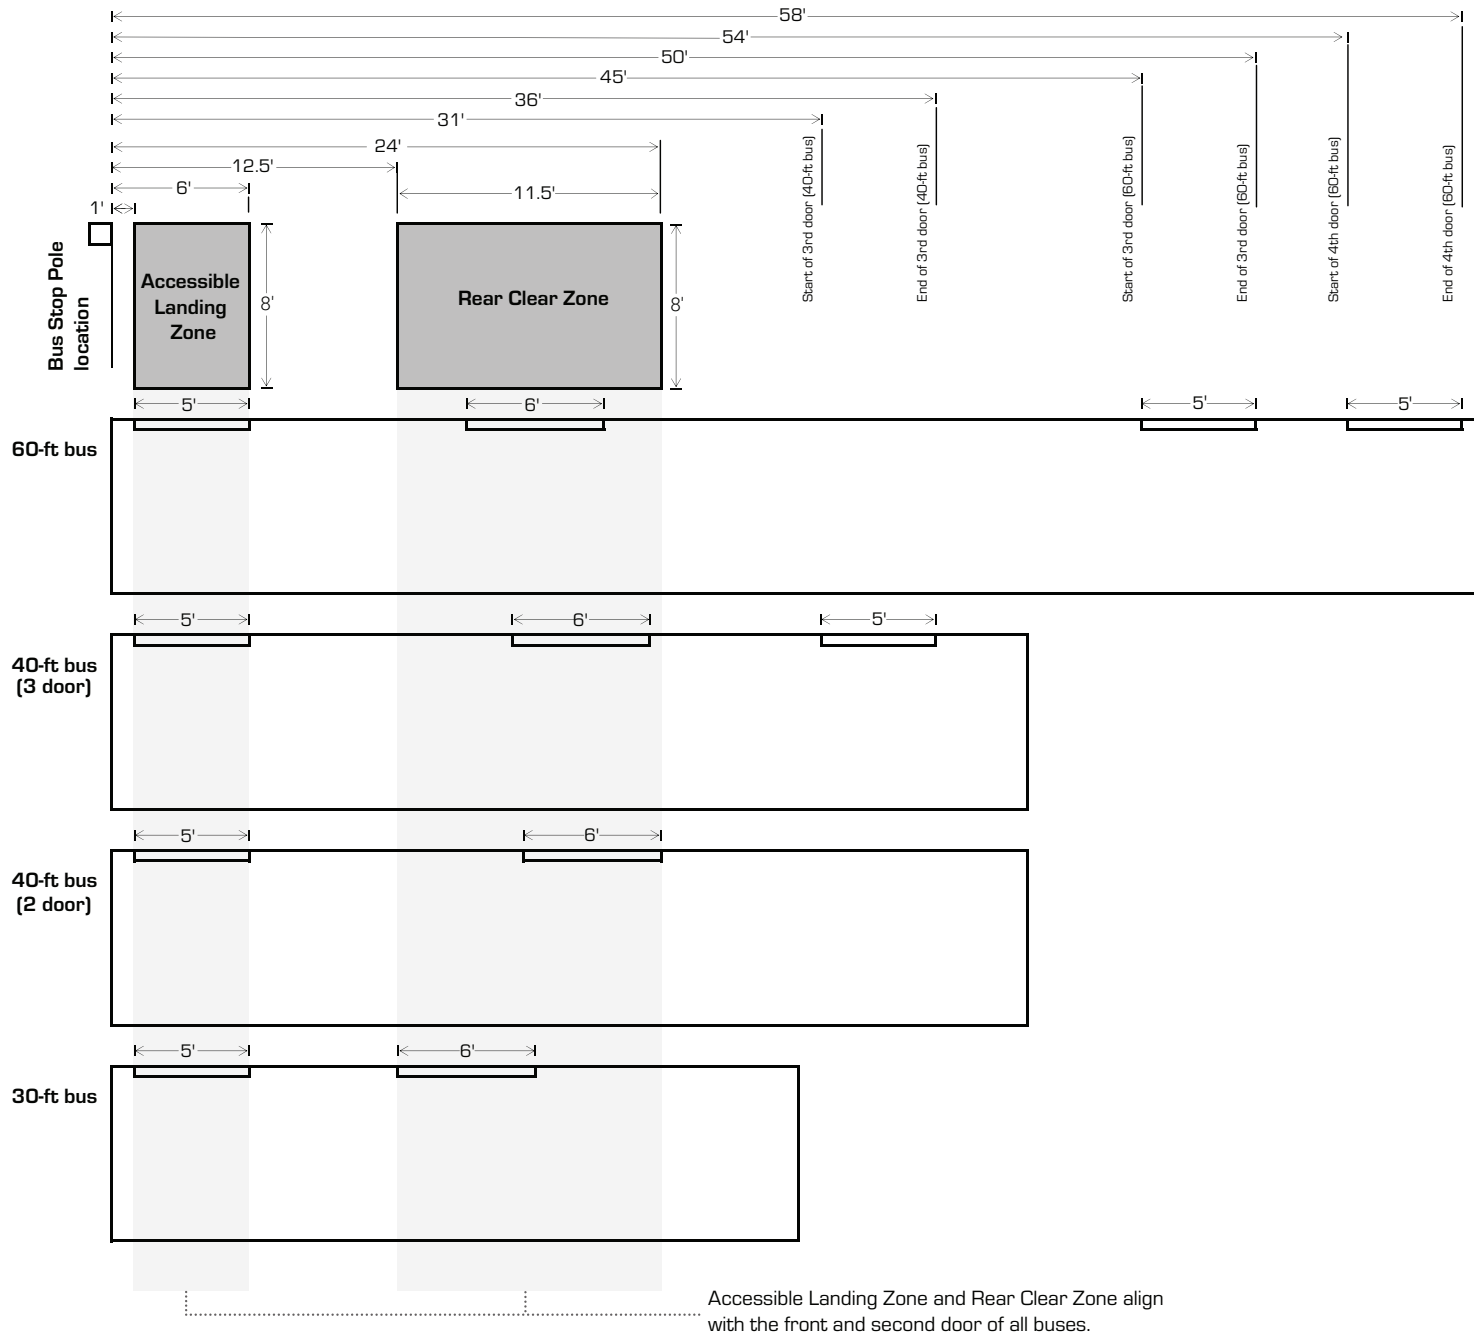 58'
54'
50'
45'
36'
31'
24'
12.5'
6'
11.5'
1'
Start of 3rd door (40-ft bus)
End of 3rd door (40-ft bus)
Start of 3rd door (60-ft bus)
End of 3rd door (60-ft bus)
Start of 4th door (60-ft bus)
End of 4th door (60-ft bus)
Bus Stop Pole
location
Accessible
Landing
Zone
8'
Rear Clear Zone
8'
5'
6'
5'
5'
60-ft bus
5'
6'
5'
40-ft bus
(3 door)
5'
6'
40-ft bus
(2 door)
5'
6'
30-ft bus
Accessible Landing Zone and Rear Clear Zone align
with the front and second door of all buses.